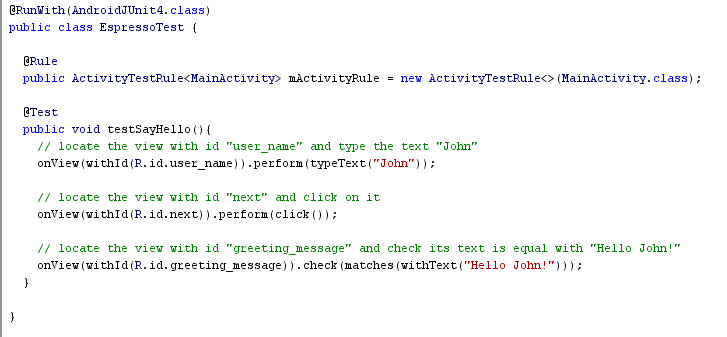 @RunWith(AndroidJUnit4.class)
public class EspressoTest {
@Rule
public ActivityTestRule<MainActivity> mActivityRule = new ActivityTestRule<>(MainActivity.class);
@Test
public void testSayHello(){
// locate the view with id "user_name" and type the text "John"
onView(withId(R.id.user_name)).perform(typeText("John"));
// locate the view with id "next" and click on it
onView(withId(R.id.next)).perform(click());
// locate the view with id "greeting_message" and check its text is equal with "Hello John!"
onView(withId(R.id.greeting_message)).check(matches(withText("Hello John!")));
}
}